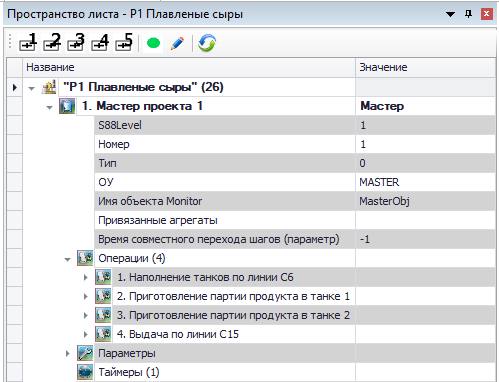 Пространство листа - P1 Плавленые сыры
1 2 3 4 5
Название Значение
"P1 Плавленые сыры" (26)
1. Мастер проекта 1 Мастер
S88Level 1
Номер 1
Тип 0
ОУ MASTER
Имя объекта Monitor MasterObj
Привязанные агрегаты
Время совместного перехода шагов (параметр) -1
Операции (4)
1. Наполнение танков по линии С6
2. Приготовление партии продукта в танке 1
3. Приготовление партии продукта в танке 2
4. Выдача по линии С15
Параметры
Таймеры (1)